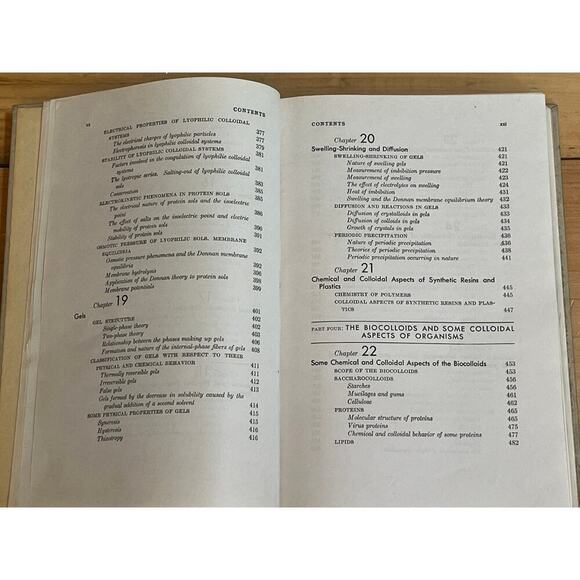 xi CONTENTS
ELECTRICAL PROPERTIES OF LYOPHILIC COLLOIDAL
SYSTEMS 377
The electrical charges of lyophilic particles 377
Electrophoresis in lyophilic colloidal systems 379
STABILITY OF LYOPHILIC COLLOIDAL SYSTEMS 381
Factors involved in the coagulation of lyophilic colloidal
systems 381
The lyotrope series. Salting-out of lyophilic colloidal
sols 383
Conservation 385
ELECTROKINETIC PHENOMENA IN PROTEIN SOLS 385
The electrical nature of protein sols and the isoelectric
point 386
The effect of salts on the isoelectric point and electric
mobility of protein sols 390
Stability of protein sols 391
OSMOTIC PRESSURE OF LYOPHILIC SOLS. MEMBRANE
EQUILIBRIA 392
Osmotic pressure phenomena and the Donnan membrane
equilibria 392
Membrane hydrolysis 396
Application of the Donnan theory to protein sols 398
Membrane potentials 399
Chapter 19
Gels 401
GEL STRUCTURE 402
Single-phase theory 402
Two-phase theory 402
Relationship between the phases making up gels 406
Formation and nature of the internal-phase fibers of gels 408
CLASSIFICATION OF GELS WITH RESPECT TO THEIR
PHYSICAL AND CHEMICAL BEHAVIOR 411
Thermally reversible gels 411
Irreversible gels 412
False gels 413
Gels formed by the decrease in solubility caused by the
gradual addition of a second solvent 414
SOME PHYSICAL PROPERTIES OF GELS 415
Syneresis 415
Hysteresis 416
Thixotropy 416
CONTENTS xii
Chapter 20
Swelling-Shrinking and Diffusion 421
SWELLING-SHRINKING OF GELS 421
Nature of swelling gels 421
Measurement of imbibition pressure 422
Measurement of swelling 424
The effect of electrolytes on swelling 424
Heat of imbibition 430
Swelling and the Donnan membrane equilibrium theory 432
DIFFUSION AND REACTIONS IN GELS 433
Diffusion of crystalloids in gels 433
Diffusion of colloids in gels 435
Growth of crystals in gels 435
PERIODIC PRECIPITATION 436
Nature of periodic precipitation 436
Theories of periodic precipitation 438
Periodic precipitation occurring in nature 441
Chapter 21
Chemical and Colloidal Aspects of Synthetic Resins and
Plastics 445
CHEMISTRY OF POLYMERS 445
COLLOIDAL ASPECTS OF SYNTHETIC RESINS AND PLAS-
TICS 447
PART FOUR: THE BIOCOLLOIDS AND SOME COLLOIDAL
ASPECTS OF ORGANISMS
Chapter 22
Some Chemical and Colloidal Aspects of the Biocolloids 453
SCOPE OF THE BIOCOLLOIDS 453
SACCHAROCOLLOIDS 456
Starches 456
Mucilages and gums 461
Cellulose 462
PROTEINS 465
Molecular structure of proteins 465
Virus proteins 475
Chemical and colloidal behavior of some proteins 477
LIPIDS 482